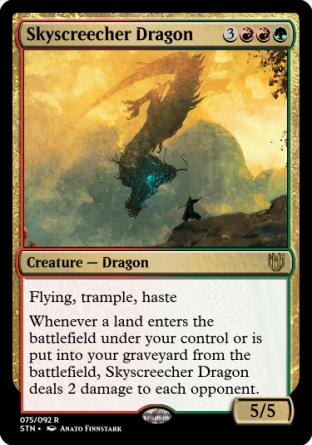 Skyscreecher Dragon 3
Creature — Dragon
Flying, trample, haste
Whenever a land enters the
battlefield under your control or is
put into your graveyard from the
battlefield, Skyscreecher Dragon
deals 2 damage to each opponent.
5/5
075/092 R
STN • Anato Finnstark